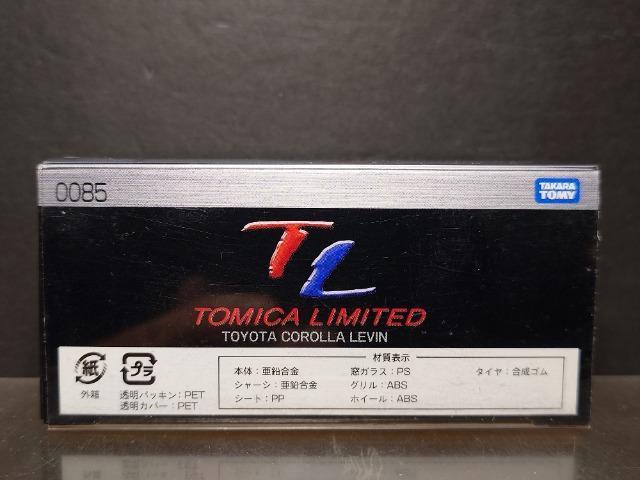 0085
TAKARA
TOMY
TL
TOMICA LIMITED
TOYOTA COROLLA LEVIN
紙
外箱
プラ
透明パッキン：PET
透明カバー：PET
材質表示
本体：亜鉛合金
シャーシ：亜鉛合金
シート：PP
窓ガラス：PS
グリル：ABS
ホイール：ABS
タイヤ：合成ゴム